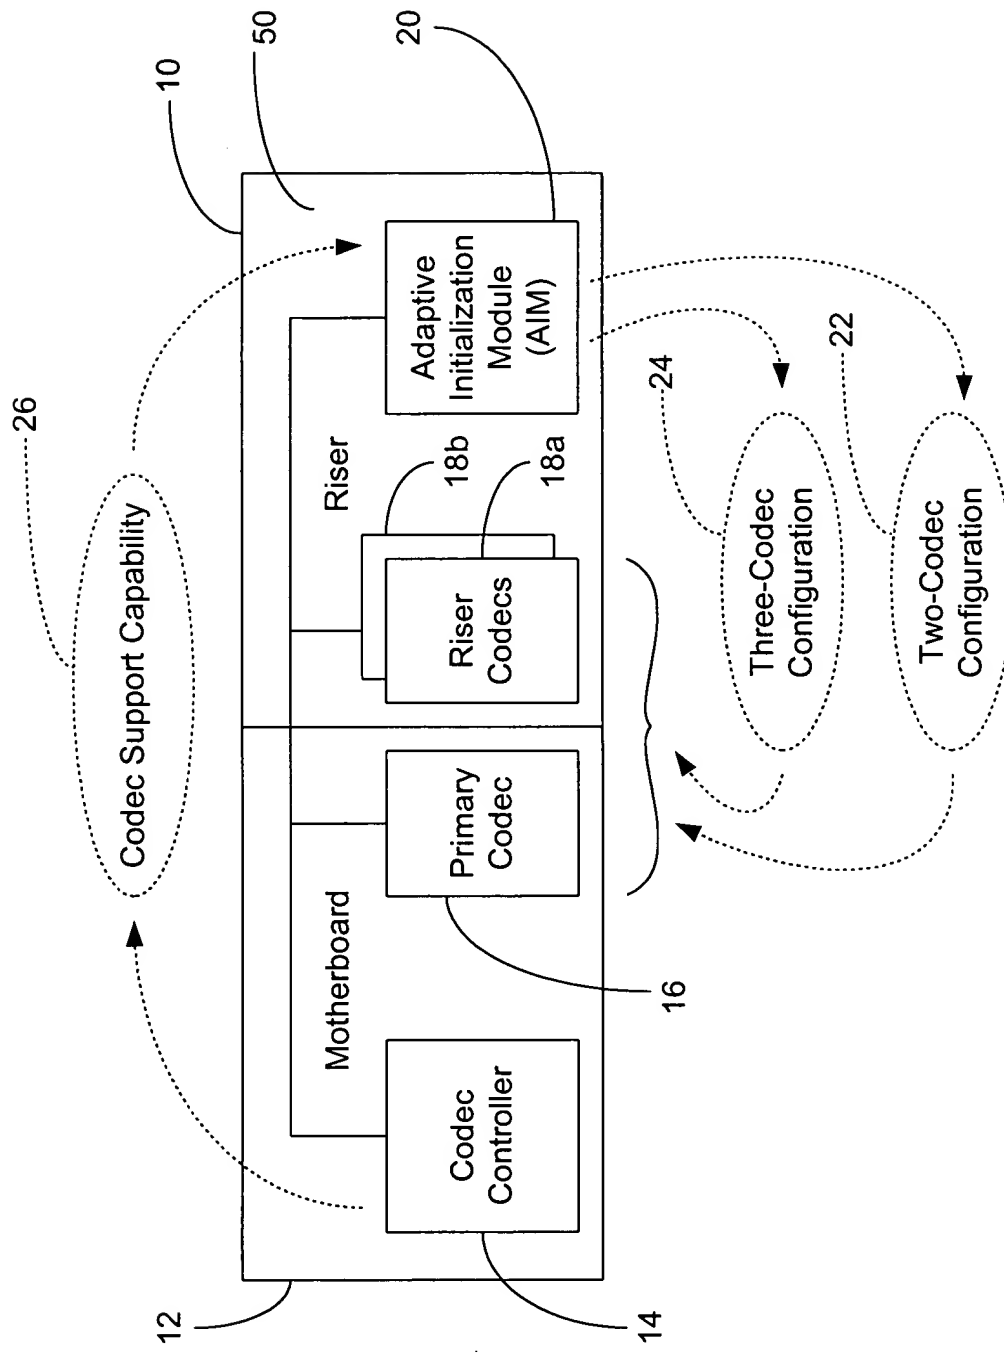 26
Codec Support Capability
10
50
20
12
Motherboard
Riser
Codec
Controller
14
Primary
Codec
16
Riser
Codecs
18b
18a
Adaptive
Initialization
Module
(AIM)
24
Three-Codec
Configuration
22
Two-Codec
Configuration